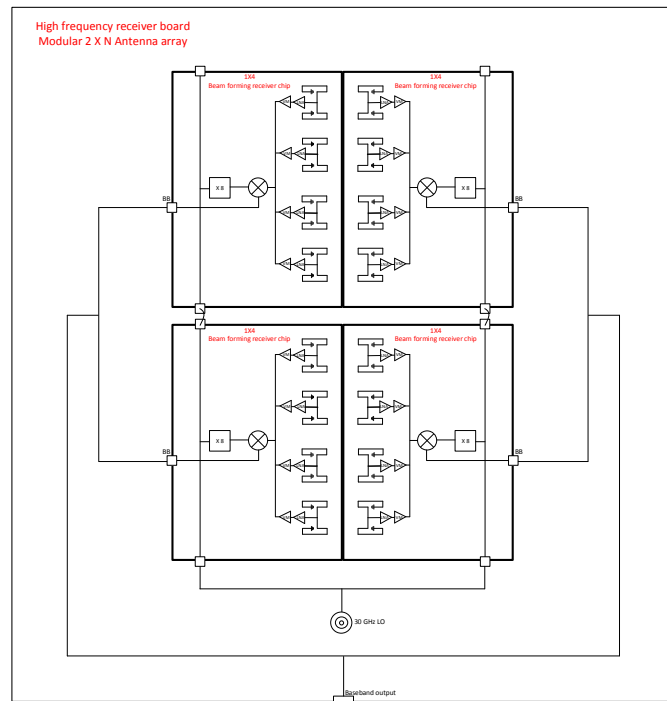 High frequency receiver board
Modular 2 X N Antenna array
1X4
Beam forming receiver chip
1X4
Beam forming receiver chip
X 8
X 8
BB
BB
1X4
Beam forming receiver chip
1X4
Beam forming receiver chip
X 8
X 8
BB
BB
30 GHz LO
Baseband output